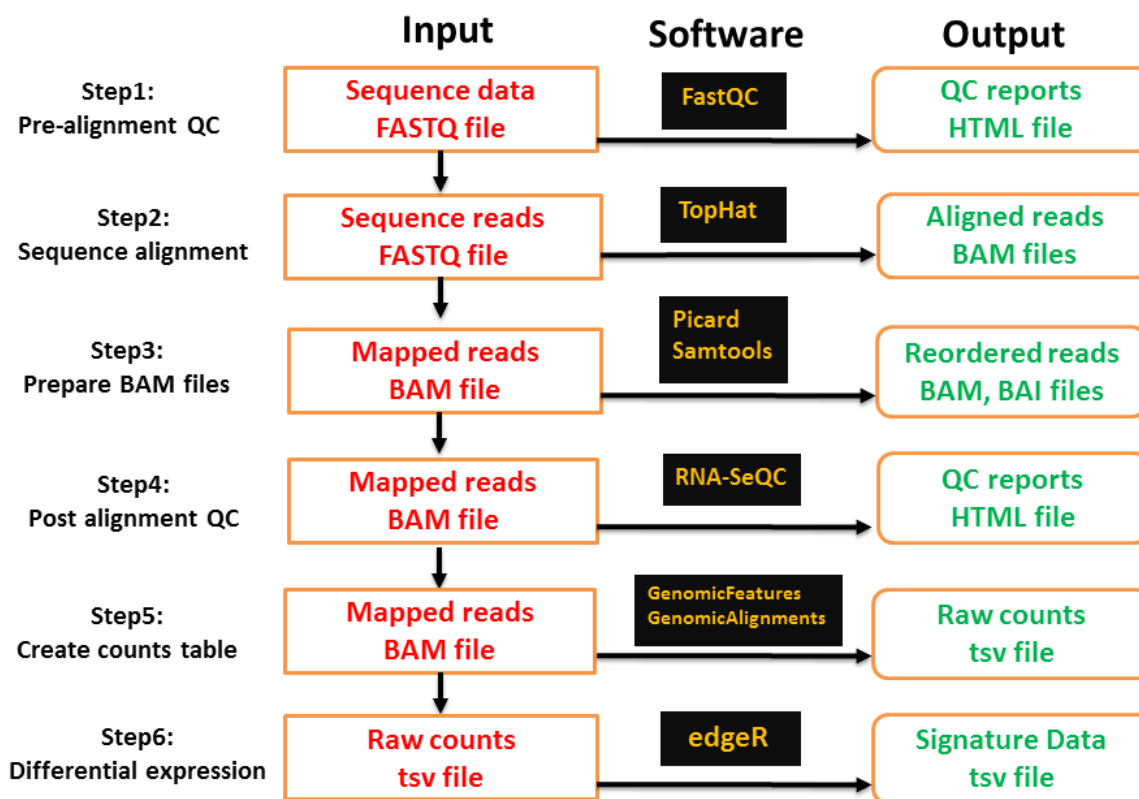 Input
Software
Output
Step1:
Pre-alignment QC
Sequence data
FASTQ file
FastQC
QC reports
HTML file
Step2:
Sequence alignment
Sequence reads
FASTQ file
TopHat
Aligned reads
BAM files
Step3:
Prepare BAM files
Mapped reads
BAM file
Picard
Samtools
Reordered reads
BAM, BAI files
Step4:
Post alignment QC
Mapped reads
BAM file
RNA-SeQC
QC reports
HTML file
Step5:
Create counts table
Mapped reads
BAM file
GenomicFeatures
GenomicAlignments
Raw counts
tsv file
Step6:
Differential expression
Raw counts
tsv file
edgeR
Signature Data
tsv file